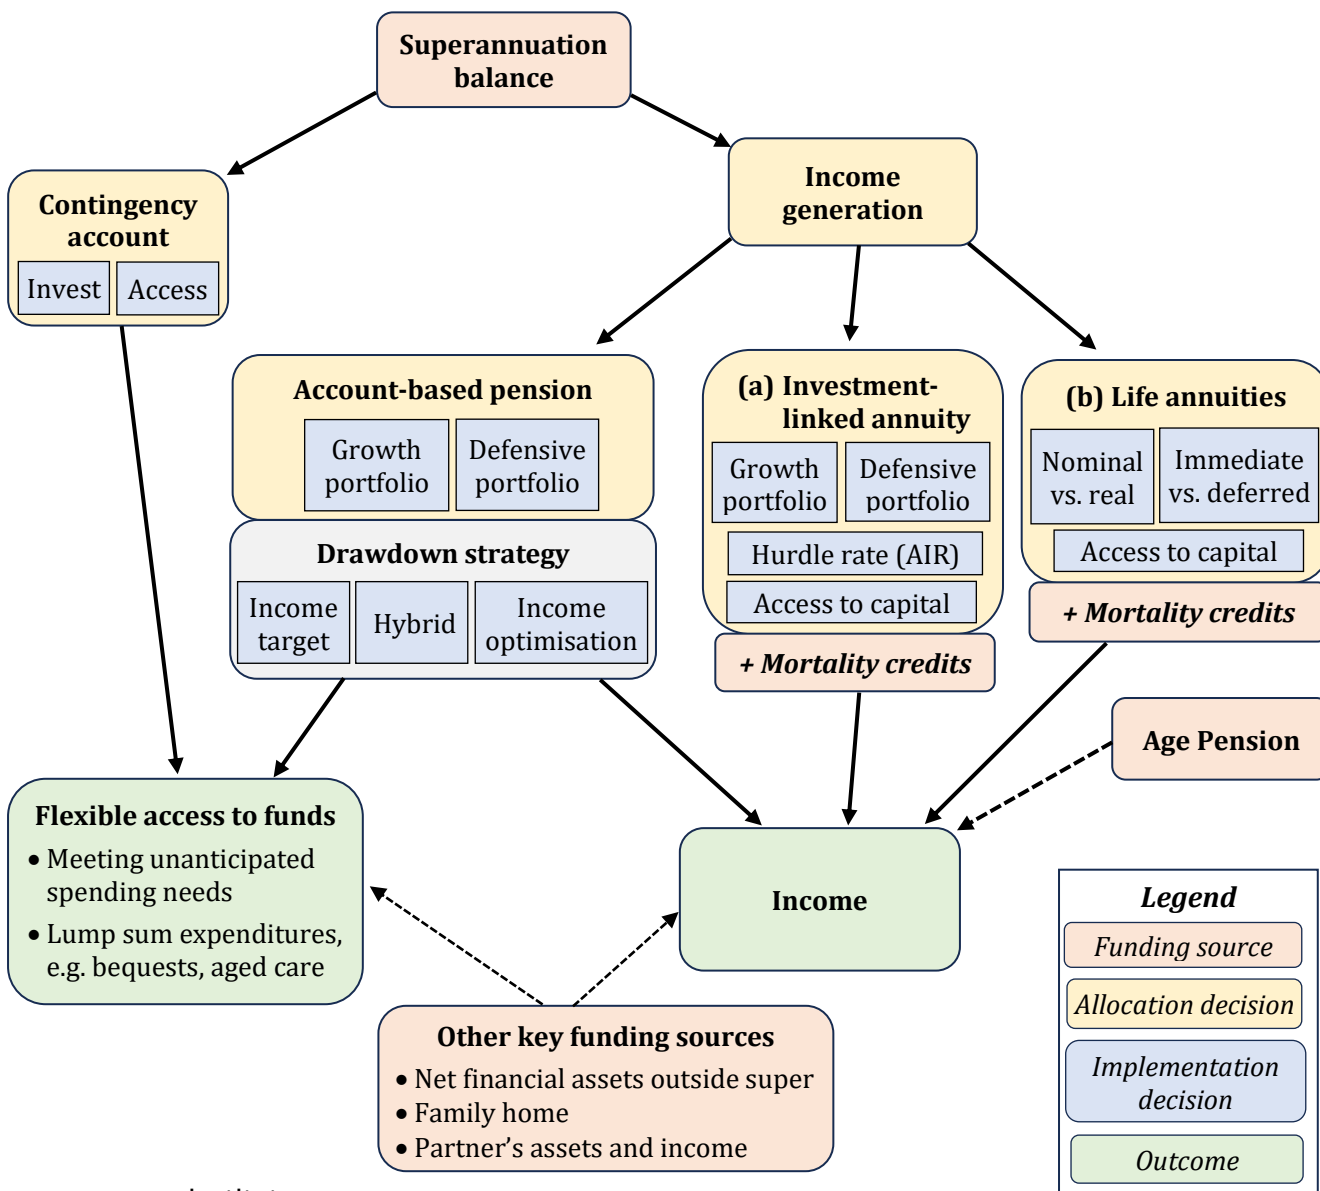 Superannuation
balance
Income
generation
Contingency
account
Invest
Access
Account-based pension
Growth
portfolio
Defensive
portfolio
Drawdown strategy
Income
target
Hybrid
Income
optimisation
(a) Investment-
linked annuity
Growth
portfolio
Defensive
portfolio
Hurdle rate (AIR)
Access to capital
+ Mortality credits
(b) Life annuities
Nominal
vs. real
Immediate
vs. deferred
Access to capital
+ Mortality credits
Age Pension
Flexible access to funds
• Meeting unanticipated
spending needs
• Lump sum expenditures,
e.g. bequests, aged care
Income
Other key funding sources
• Net financial assets outside super
• Family home
• Partner's assets and income
Legend
Funding source
Allocation decision
Implementation
decision
Outcome